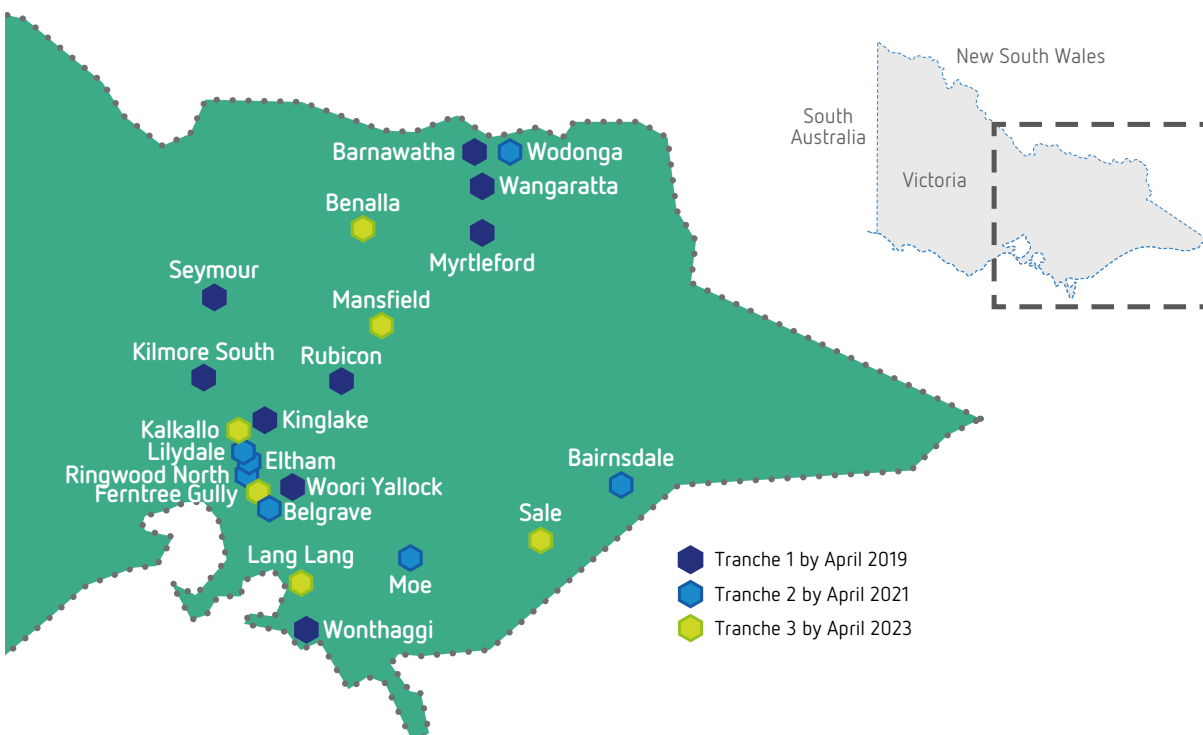 New South Wales
South
Australia
Victoria
Barnawatha
Wodonga
Wangaratta
Benalla
Myrtleford
Seymour
Mansfield
Kilmore South
Rubicon
Kinglake
Kalkallo
Lilydale
Eltham
Ringwood North
Bairnsdale
Ferntree Gully
Woori Yallock
Belgrave
Sale
Lang Lang
Moe
Wonthaggi
Tranche 1 by April 2019
Tranche 2 by April 2021
Tranche 3 by April 2023